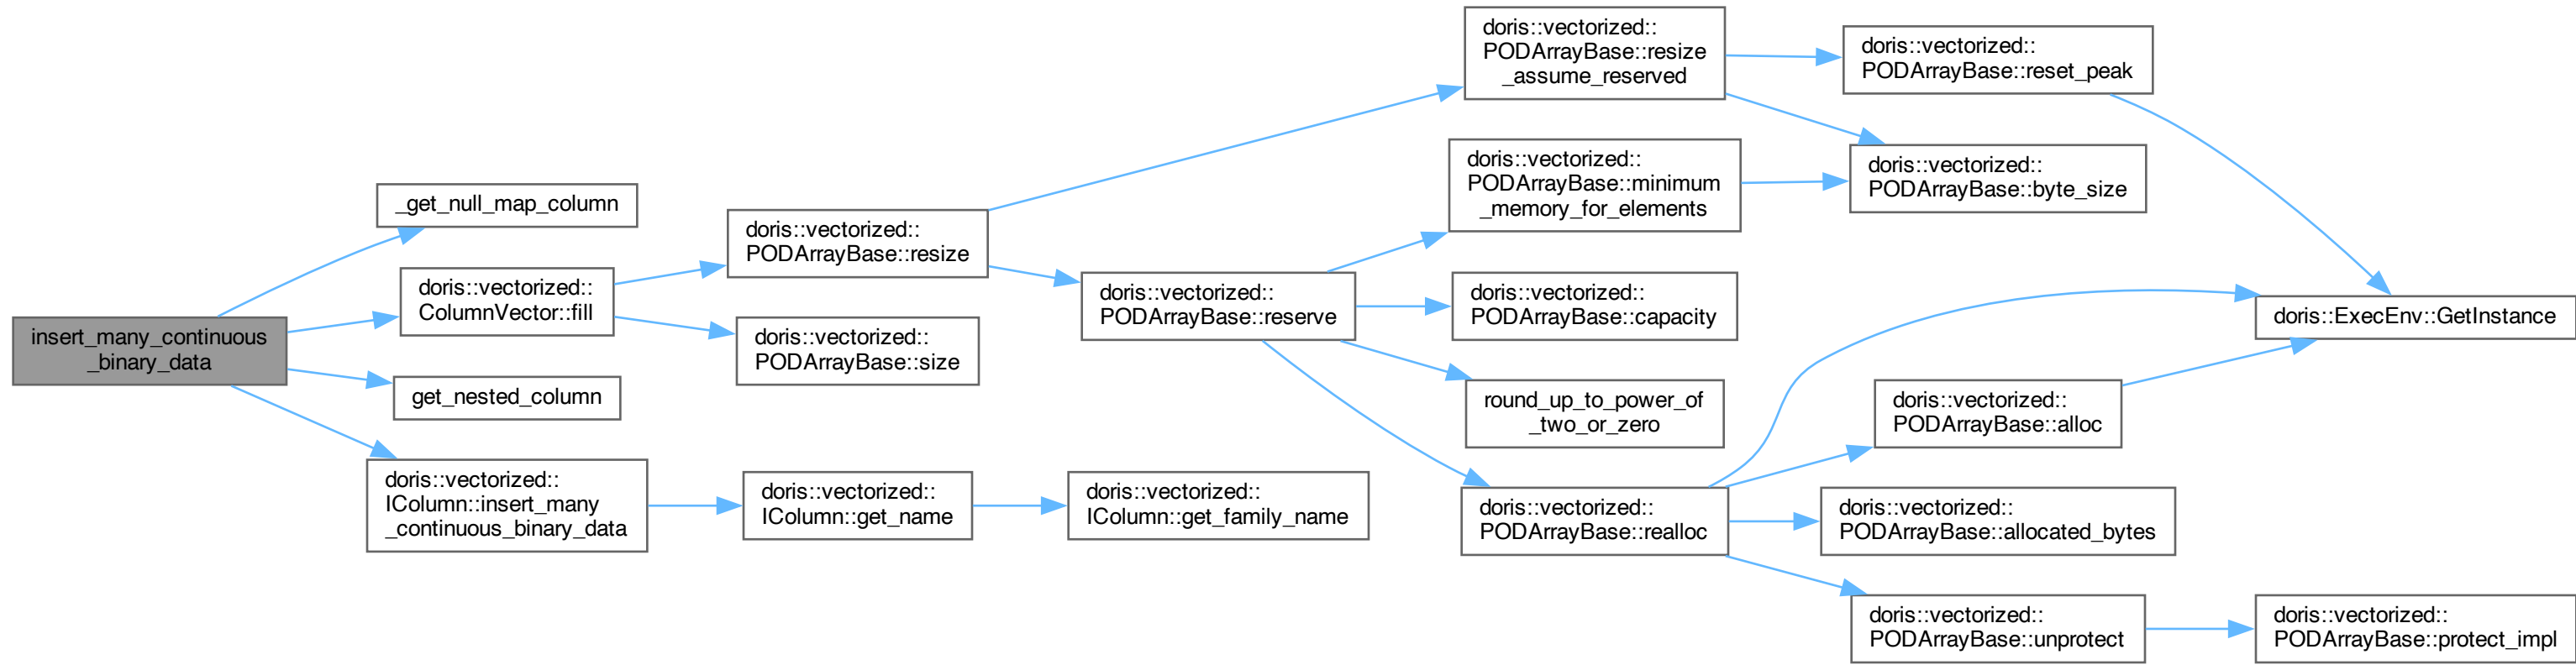 insert_many_continuous
_binary_data
_get_null_map_column
doris::vectorized::
ColumnVector::fill
get_nested_column
doris::vectorized::
IColumn::insert_many
_continuous_binary_data
doris::vectorized::
PODArrayBase::resize
doris::vectorized::
PODArrayBase::size
doris::vectorized::
IColumn::get_name
doris::vectorized::
PODArrayBase::reserve
doris::vectorized::
IColumn::get_family_name
doris::vectorized::
PODArrayBase::resize
_assume_reserved
doris::vectorized::
PODArrayBase::minimum
_memory_for_elements
doris::vectorized::
PODArrayBase::capacity
round_up_to_power_of
_two_or_zero
doris::vectorized::
PODArrayBase::realloc
doris::vectorized::
PODArrayBase::reset_peak
doris::vectorized::
PODArrayBase::byte_size
doris::vectorized::
PODArrayBase::alloc
doris::vectorized::
PODArrayBase::allocated_bytes
doris::vectorized::
PODArrayBase::unprotect
doris::ExecEnv::GetInstance
doris::vectorized::
PODArrayBase::protect_impl